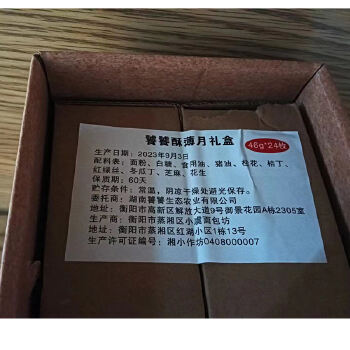 饕饕酥薄月礼盒
46g*24枚
生产日期：2023年9月3日
配料表：面粉、白糖、食用油、猪油、桂花、桔丁、
红绿丝、冬瓜丁、芝麻、花生
保质期：60天
贮存条件：常温，阴凉干燥处避光保存。
委托商：湖南饕饕生态农业有限公司
地址：衡阳市高新区解放大道9号御景花园A栋2305室
生产商：衡阳市蒸湘区小虞面包坊
地址：衡阳市蒸湘区红湖小区1栋13号
生产许可证编号：湘小作坊0408000007